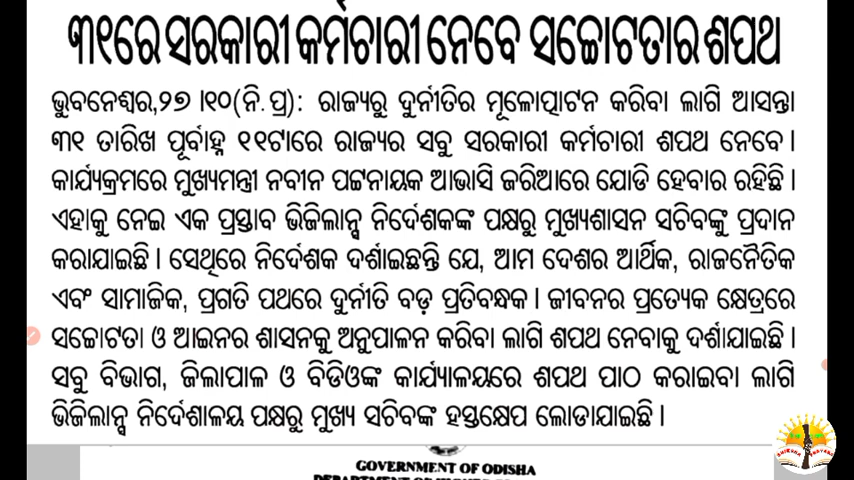 ୩୧ରେ ସରକାରୀ କର୍ମଚାରୀ ନେବେ ସଚ୍ଚୋଟତାର ଶପଥ
ଭୁବନେଶ୍ୱର,୨୭ ।୧୦(ନି.ପ୍ର): ରାଜ୍ୟରୁ ଦୁର୍ନୀତିର ମୂଳୋତ୍ପାଟନ କରିବା ଲାଗି ଆସନ୍ତା
୩୧ ତାରିଖ ପୂର୍ବାହ୍ନ ୧୧ଟାରେ ରାଜ୍ୟର ସବୁ ସରକାରୀ କର୍ମଚାରୀ ଶପଥ ନେବେ ।
କାର୍ଯ୍ୟକ୍ରମରେ ମୁଖ୍ୟମନ୍ତ୍ରୀ ନବୀନ ପଟ୍ଟନାୟକ ଆଭାସି ଜରିଆରେ ଯୋଡି ହେବାର ରହିଛି ।
ଏହାକୁ ନେଇ ଏକ ପ୍ରସ୍ତାବ ଭିଜିଲାନ୍ସ ନିର୍ଦେଶକଙ୍କ ପକ୍ଷରୁ ମୁଖ୍ୟଶାସନ ସଚିବଙ୍କୁ ପ୍ରଦାନ
କରାଯାଇଛି । ସେଥିରେ ନିର୍ଦେଶକ ଦର୍ଶାଇଛନ୍ତି ଯେ, ଆମ ଦେଶର ଆର୍ଥିକ, ରାଜନୈତିକ
ଏବଂ ସାମାଜିକ, ପ୍ରଗତି ପଥରେ ଦୁର୍ନୀତି ବଡ଼ ପ୍ରତିବନ୍ଧକ । ଜୀବନର ପ୍ରତ୍ୟେକ କ୍ଷେତ୍ରରେ
ସଚ୍ଚୋଟତା ଓ ଆଇନର ଶାସନକୁ ଅନୁପାଳନ କରିବା ଲାଗି ଶପଥ ନେବାକୁ ଦର୍ଶାଯାଇଛି ।
ସବୁ ବିଭାଗ, ଜିଲାପାଳ ଓ ବିଡିଓଙ୍କ କାର୍ଯ୍ୟାଳୟରେ ଶପଥ ପାଠ କରାଇବା ଲାଗି
ଭିଜିଲାନ୍ସ ନିର୍ଦେଶାଳୟ ପକ୍ଷରୁ ମୁଖ୍ୟ ସଚିବଙ୍କ ହସ୍ତକ୍ଷେପ ଲୋଡାଯାଇଛି ।
GOVERNMENT OF ODISHA